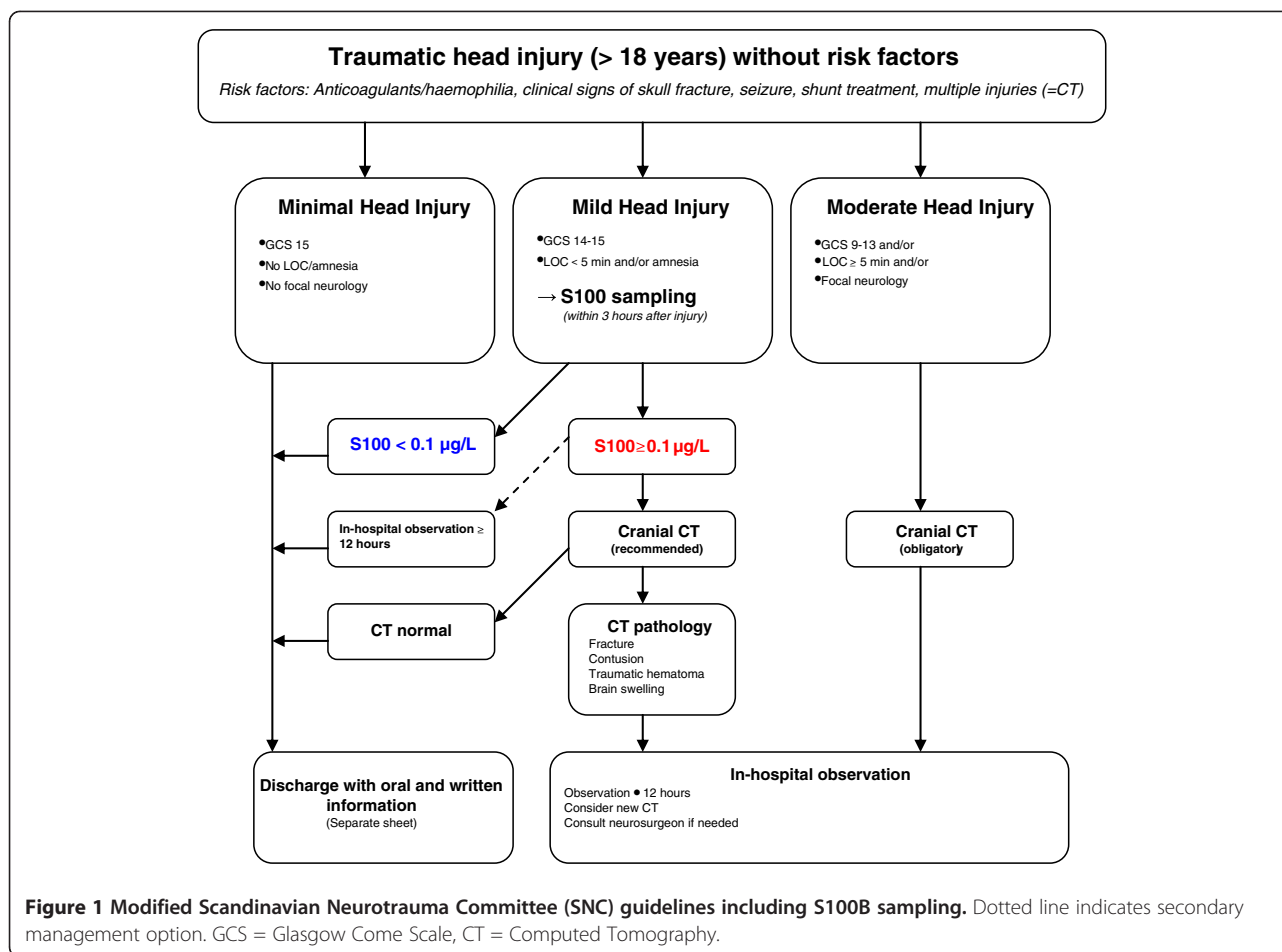 Traumatic head injury (> 18 years) without risk factors
Risk factors: Anticoagulants/haemophilia, clinical signs of skull fracture, seizure, shunt treatment, multiple injuries (=CT)
Minimal Head Injury
•GCS 15
•No LOC/amnesia
•No focal neurology
Mild Head Injury
•GCS 14-15
•LOC < 5 min and/or amnesia
→ S100 sampling
(within 3 hours after injury)
Moderate Head Injury
•GCS 9-13 and/or
•LOC ≥ 5 min and/or
•Focal neurology
S100 < 0.1 µg/L
S100≥0.1 µg/L
In-hospital observation ≥
12 hours
Cranial CT
(recommended)
Cranial CT
(obligatory)
CT normal
CT pathology
Fracture
Contusion
Traumatic hematoma
Brain swelling
Discharge with oral and written
information
(Separate sheet)
In-hospital observation
Observation • 12 hours
Consider new CT
Consult neurosurgeon if needed
Figure 1 Modified Scandinavian Neurotrauma Committee (SNC) guidelines including S100B sampling. Dotted line indicates secondary
management option. GCS = Glasgow Come Scale, CT = Computed Tomography.